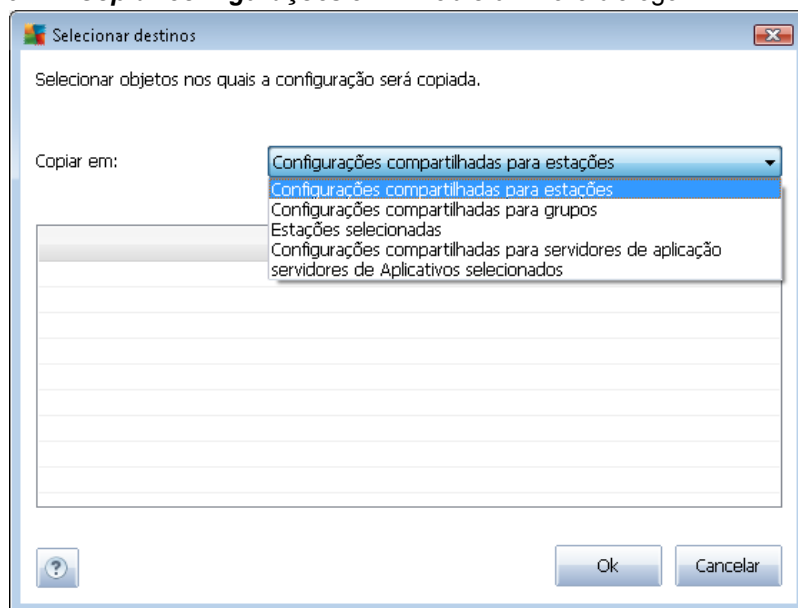 Selecionar destinos
Selecionar objetos nos quais a configuração será copiada.
Copiar em:
Configurações compartilhadas para estações
Configurações compartilhadas para estações
Configurações compartilhadas para grupos
Estações selecionadas
Configurações compartilhadas para servidores de aplicação
servidores de Aplicativos selecionados
?
Ok
Cancelar